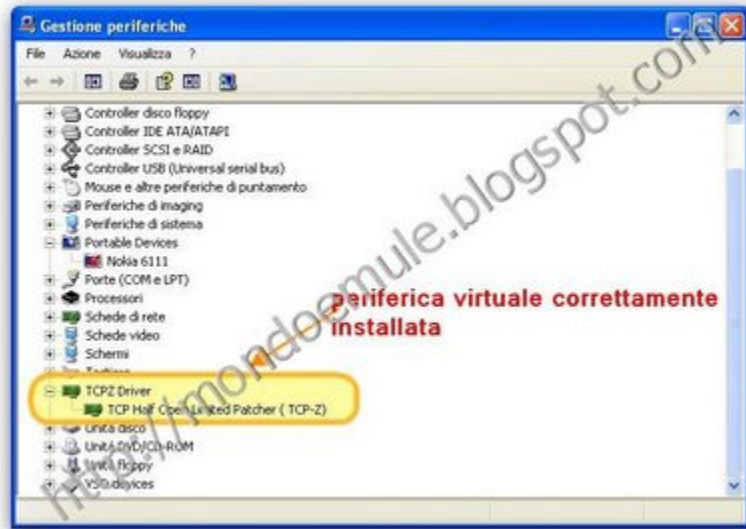 Gestione periferiche
File Azione Visualizza ?
Controller disco floppy
Controller IDE ATA/ATAPI
Controller SCSI e RAID
Controller USB (Universal serial bus)
Mouse e altre periferiche di puntamento
Periferiche di imaging
Periferiche di sistema
Portable Devices
Nokia 6111
Porte (COM e LPT)
Processori
Schede di rete
Schede video
Schermi
Tastiere
TCPZ Driver
TCP Half Open Limited Patcher ( TCP-Z)
Unità disco
Unità DVD/CD-ROM
Unità floppy
VSO devices
periferica virtuale correttamente
installata
http://mondoemule.blogspot.com